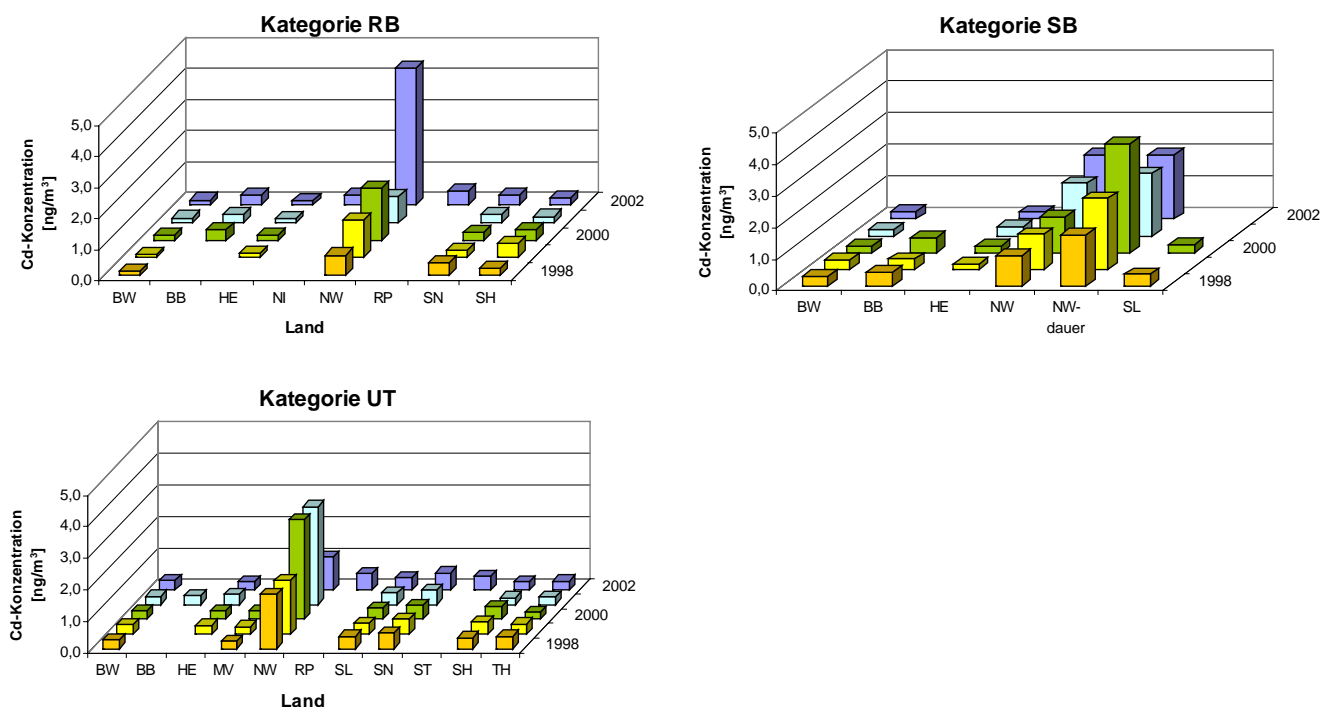 Kategorie RB
Cd-Konzentration
[ng/m³]
5,0
4,0
3,0
2,0
1,0
0,0
BW BB HE NI NW RP SN SH
1998
2000
2002
Land
Kategorie SB
Cd-Konzentration
[ng/m³]
5,0
4,0
3,0
2,0
1,0
0,0
BW BB HE NW NW- SL
dauer
1998
2000
2002
Kategorie UT
Cd-Konzentration
[ng/m³]
5,0
4,0
3,0
2,0
1,0
0,0
BW BB HE MV NW RP SL SN ST SH TH
1998
2000
2002
Land